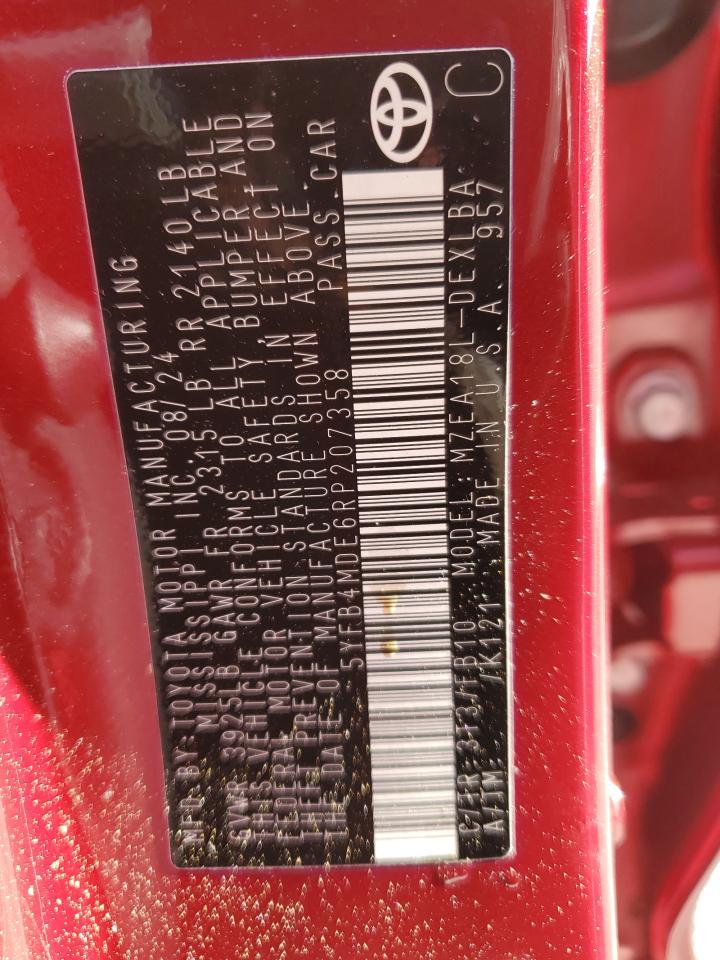 MFD BY TOYOTA MOTOR MANUFACTURING
MISSISSIPPI INC. 08/24
GVWR 3925LB GAWR FR 2315 LB RR 2140LB
THIS VEHICLE CONFORMS TO ALL APPLICABLE
FEDERAL MOTOR VEHICLE SAFETY BUMPER AND
THEFT PREVENTION STANDARDS IN EFFECT ON
THE DATE OF MANUFACTURE SHOWN ABOVE.
5YFB4MDE6RP207358 PASS.CAR
C/TR: 3T3/FB10 MODEL: MZEA18L-DEXLBA
A/TM: /K121 MADE IN U.S.A. 957
C